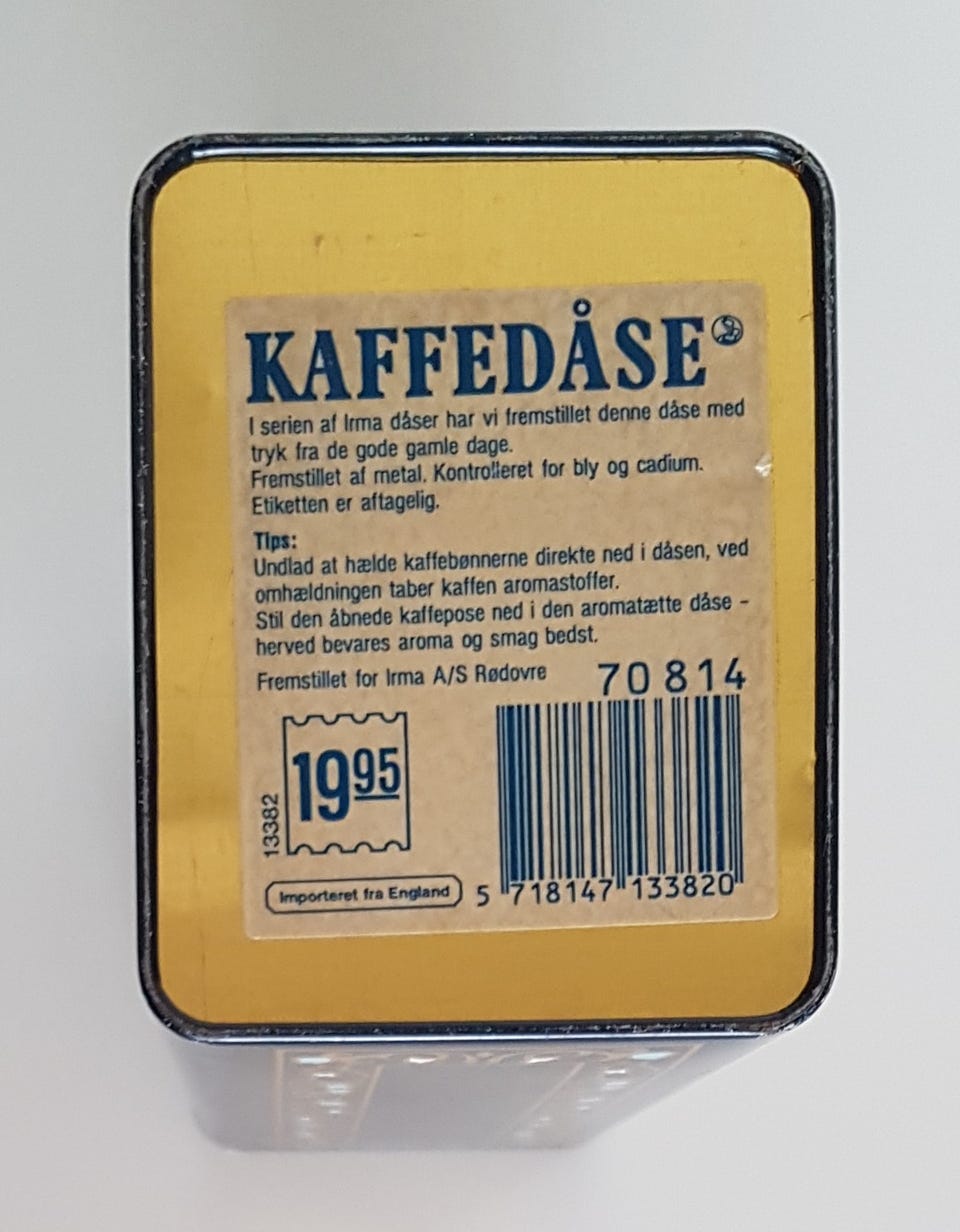 KAFFEDÅSE
I serien af Irma dåser har vi fremstillet denne dåse med
tryk fra de gode gamle dage.
Fremstillet af metal. Kontrolleret for bly og cadium.
Etiketten er aftagelig.
Tips:
Undlad at hælde kaffebønnerne direkte ned i dåsen, ved
omhældningen taber kaffen aromastoffer.
Stil den åbnede kaffepose ned i den aromatætte dåse –
herved bevares aroma og smag bedst.
Fremstillet for Irma A/S Rødovre
70 814
13382
1995
Importeret fra England
5 718147 133820